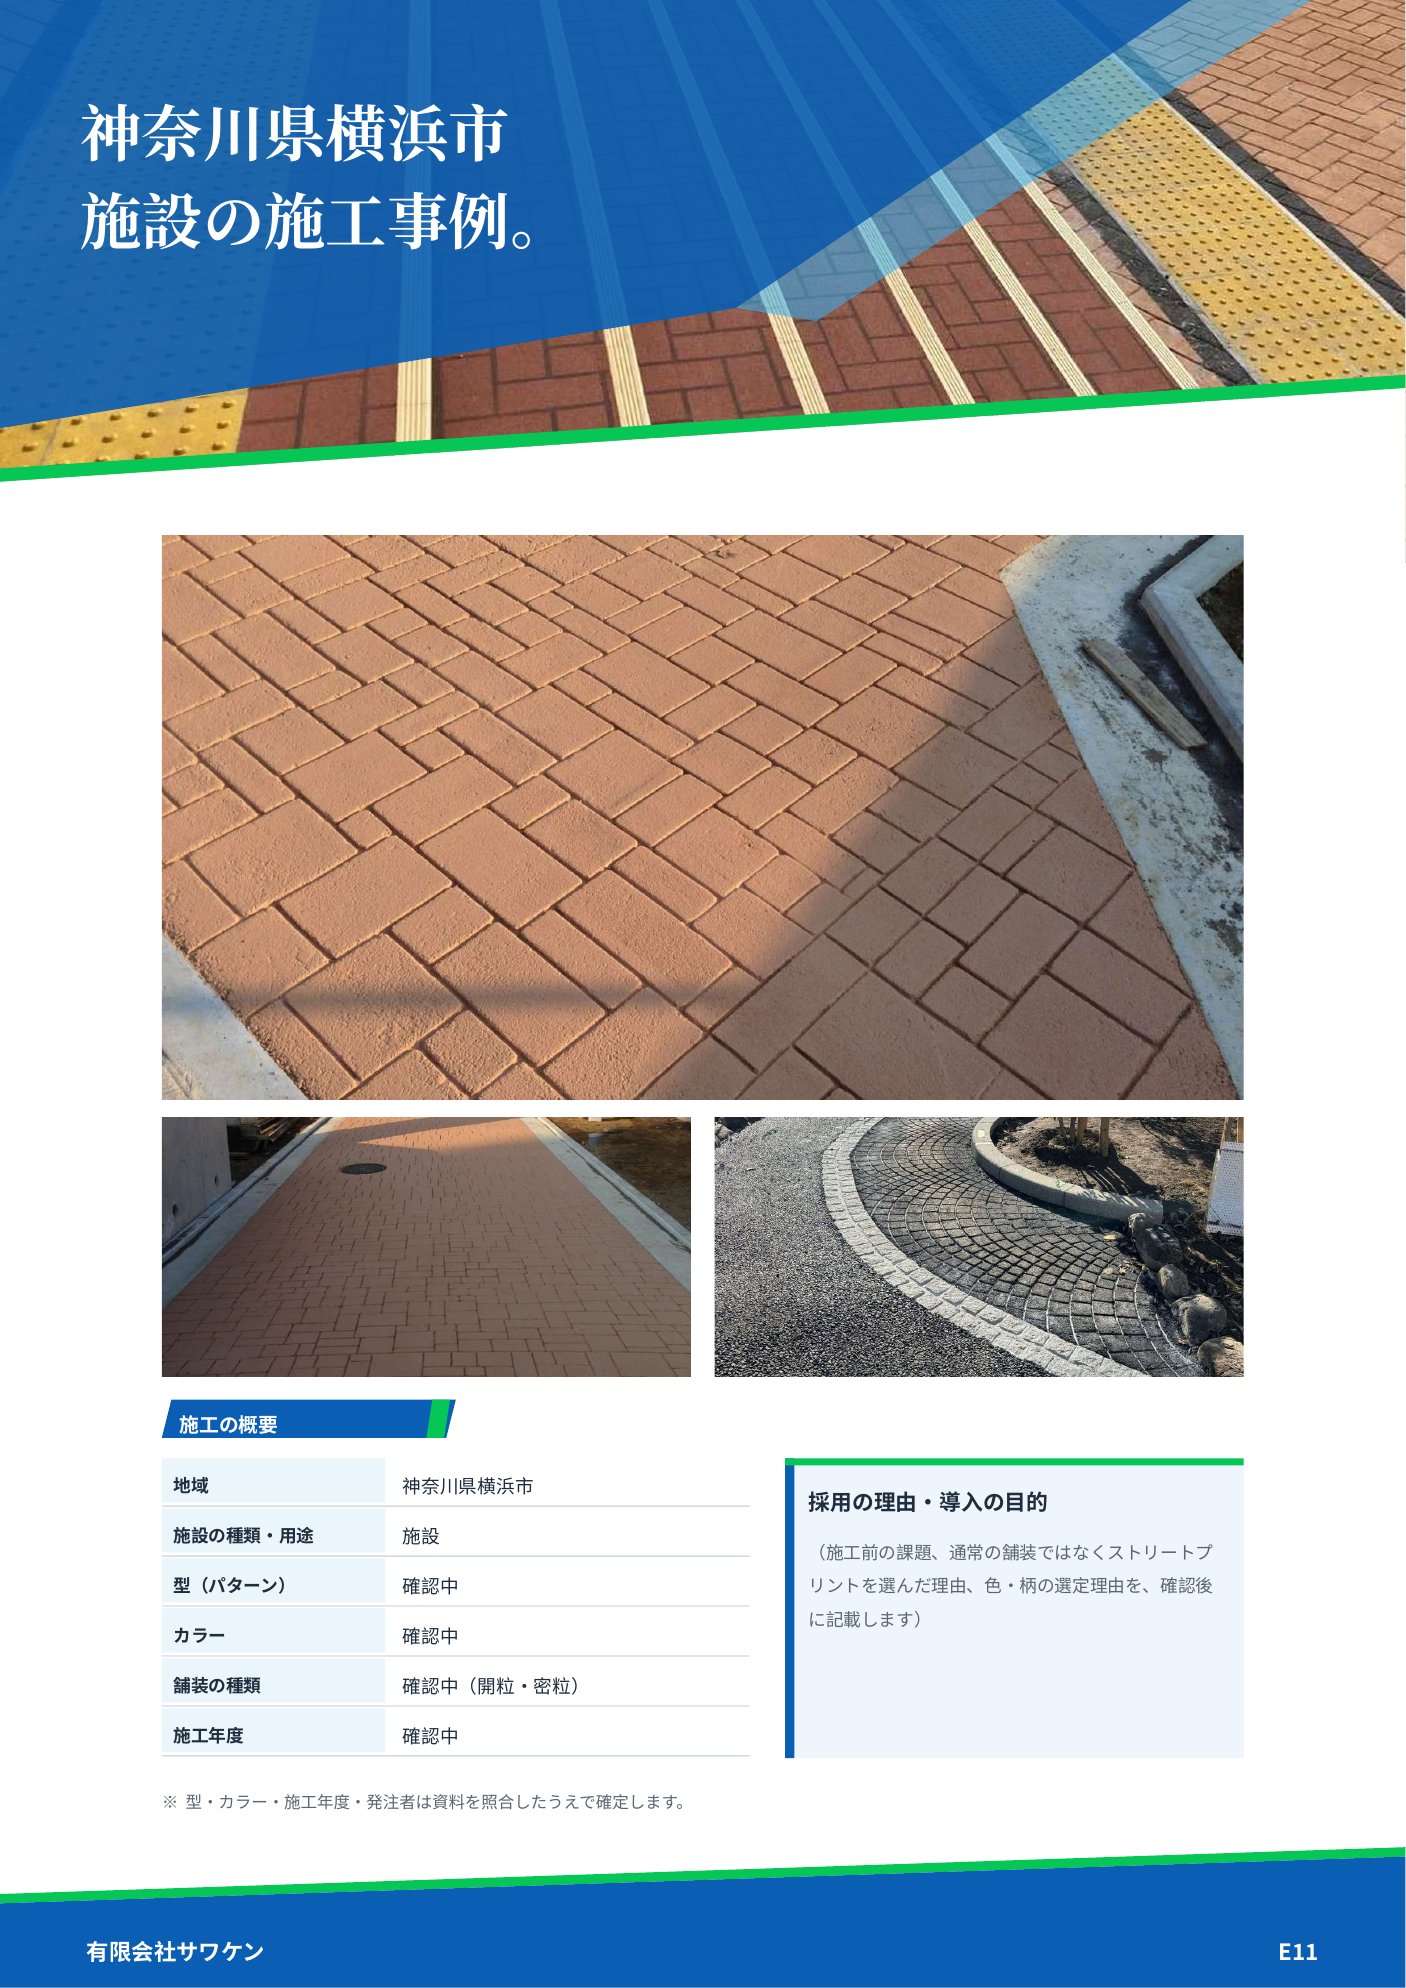 神奈川県横浜市
施設の施工事例。
施工の概要
地域 神奈川県横浜市
施設の種類・用途 施設
型（パターン） 確認中
カラー 確認中
舗装の種類 確認中（開粒・密粒）
施工年度 確認中
採用の理由・導入の目的
（施工前の課題、通常の舗装ではなくストリートプ
リントを選んだ理由、色・柄の選定理由を、確認後
に記載します）
※ 型・カラー・施工年度・発注者は資料を照合したうえで確定します。
有限会社サワケン
E11